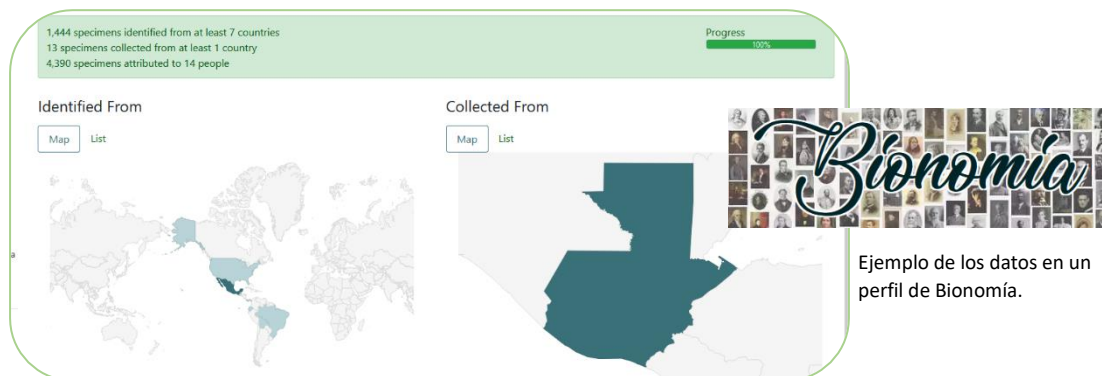 1,444 specimens identified from at least 7 countries
13 specimens collected from at least 1 country
4,390 specimens attributed to 14 people
Progress
100%
Identified From
Map List
Collected From
Map List
Bionomía
a
Ejemplo de los datos en un
perfil de Bionomía.